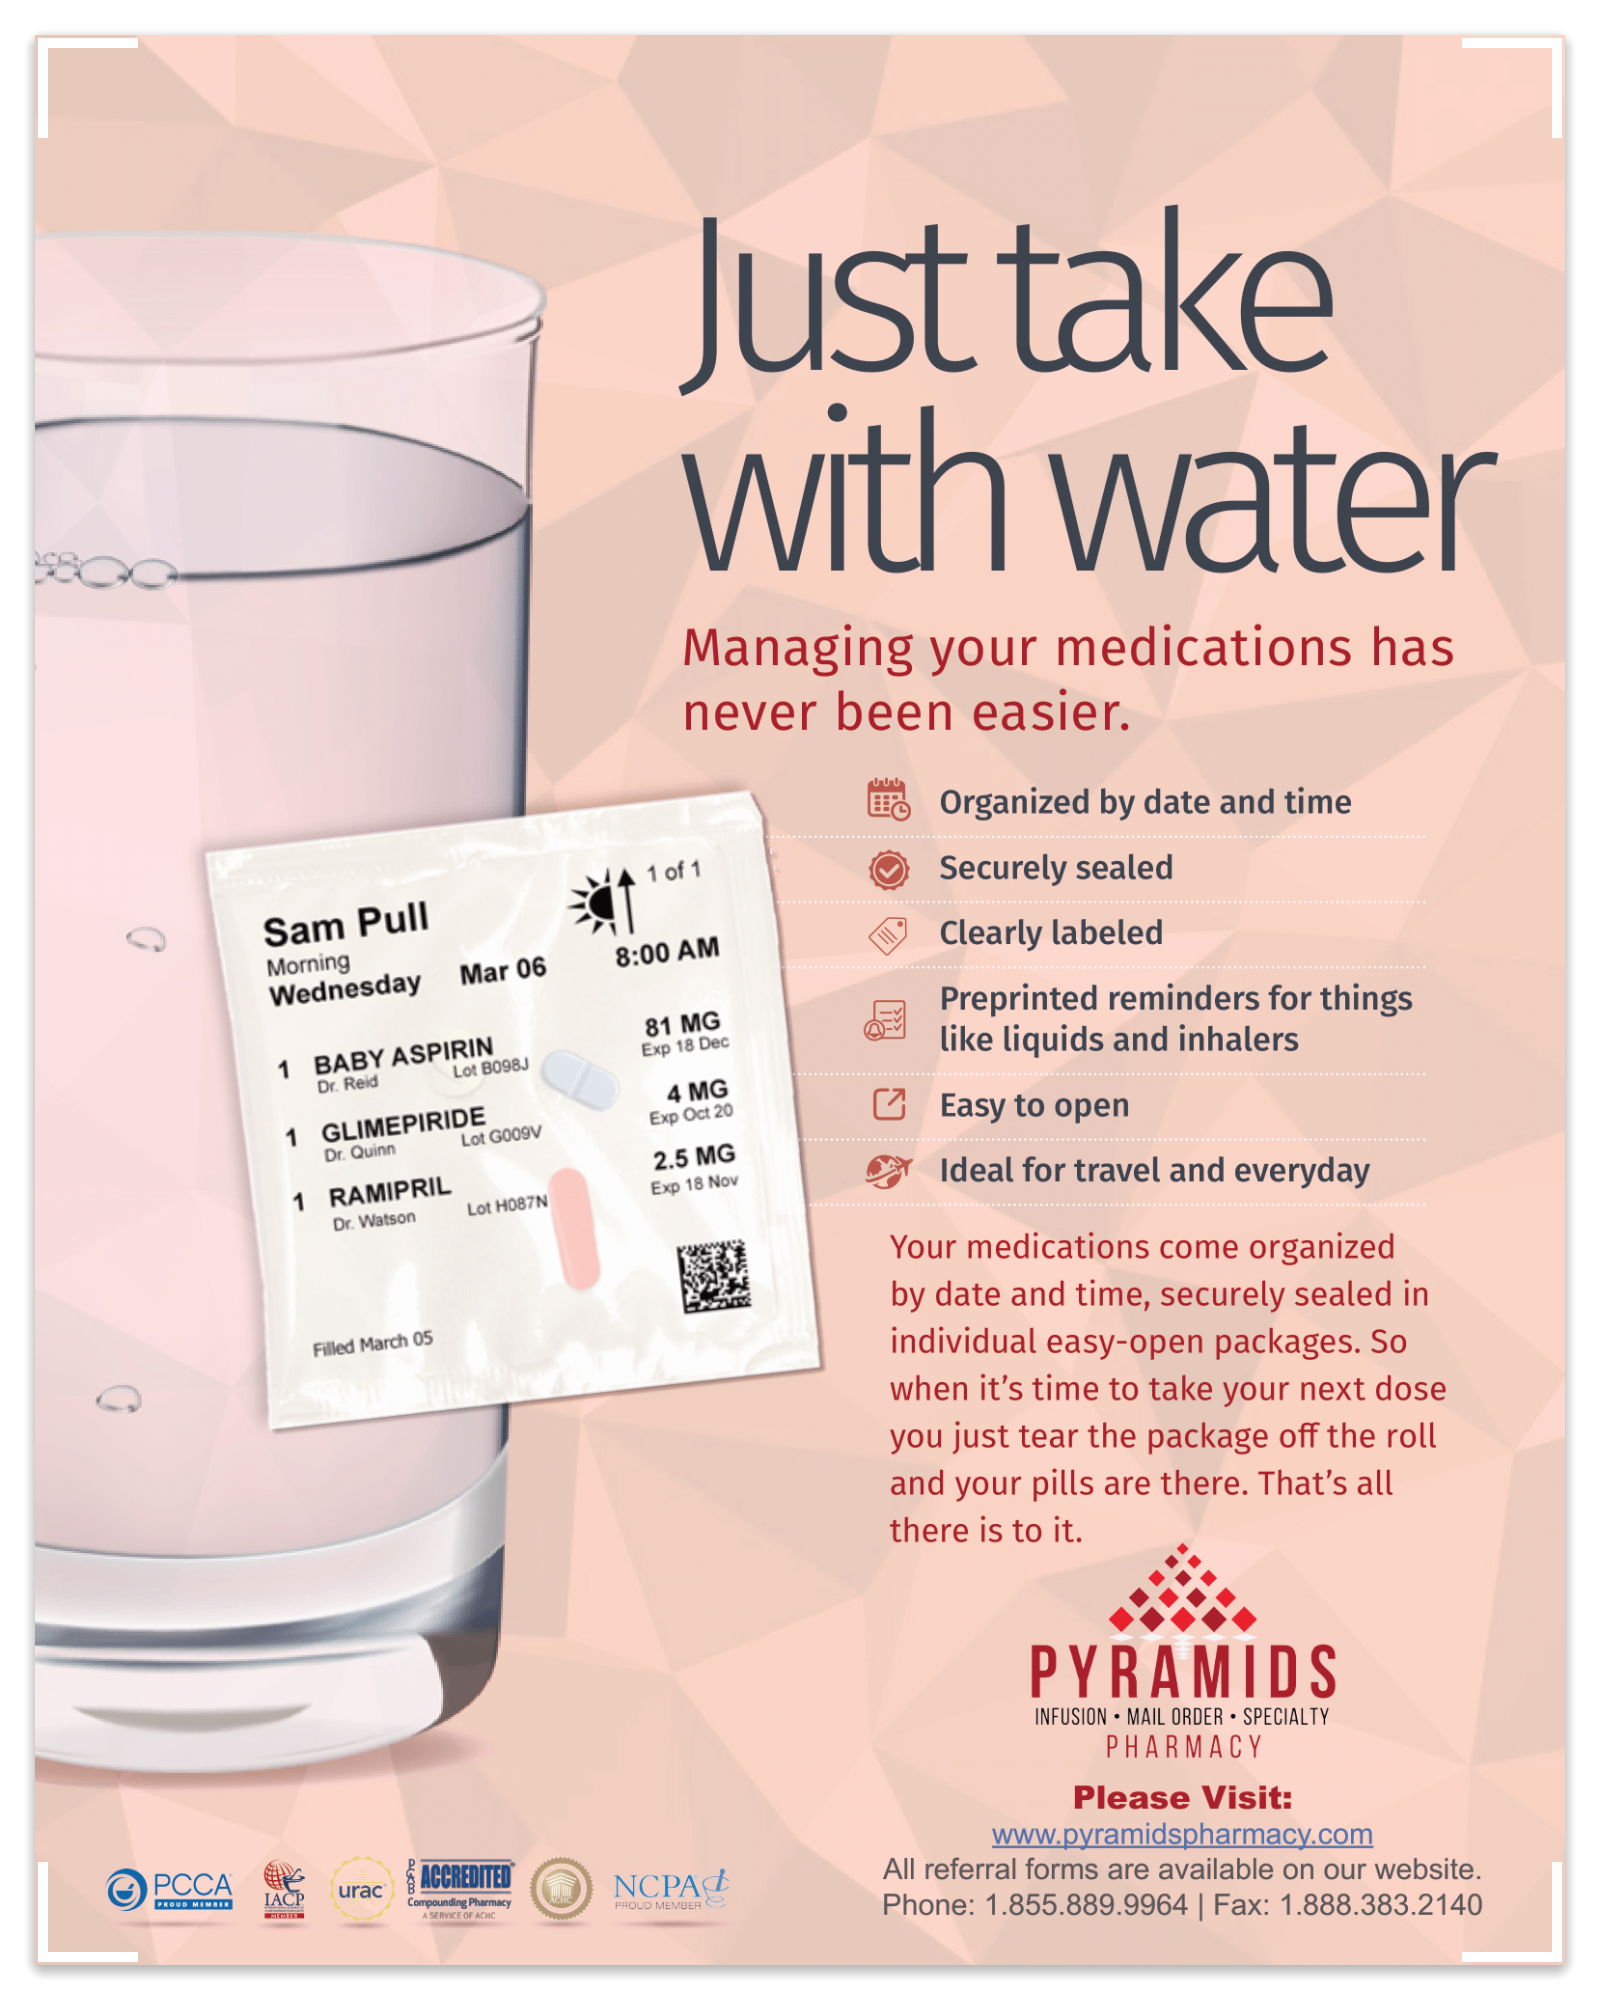 Just take
with water
Managing your medications has
never been easier.
Organized by date and time
Securely sealed
Clearly labeled
Preprinted reminders for things
like liquids and inhalers
Easy to open
Ideal for travel and everyday
Your medications come organized
by date and time, securely sealed in
individual easy-open packages. So
when it's time to take your next dose
you just tear the package off the roll
and your pills are there. That's all
there is to it.
Sam Pull 1 of 1
Morning
Wednesday Mar 06 8:00 AM
1 BABY ASPIRIN 81 MG
Dr. Reid Lot B098J Exp 18 Dec
1 GLIMEPIRIDE 4 MG
Dr. Quinn Lot G009V Exp Oct 20
1 RAMIPRIL 2.5 MG
Dr. Watson Lot H087N Exp 18 Nov
Filled March 05
PYRAMIDS
INFUSION • MAIL ORDER • SPECIALTY
PHARMACY
Please Visit:
www.pyramidspharmacy.com
All referral forms are available on our website.
Phone: 1.855.889.9964 | Fax: 1.888.383.2140
PCCA
PROUD MEMBER
IACP
MEMBER
urac
PCAB ACCREDITED
Compounding Pharmacy
A SERVICE OF ACHC
ACHC
NCPA
PROUD MEMBER